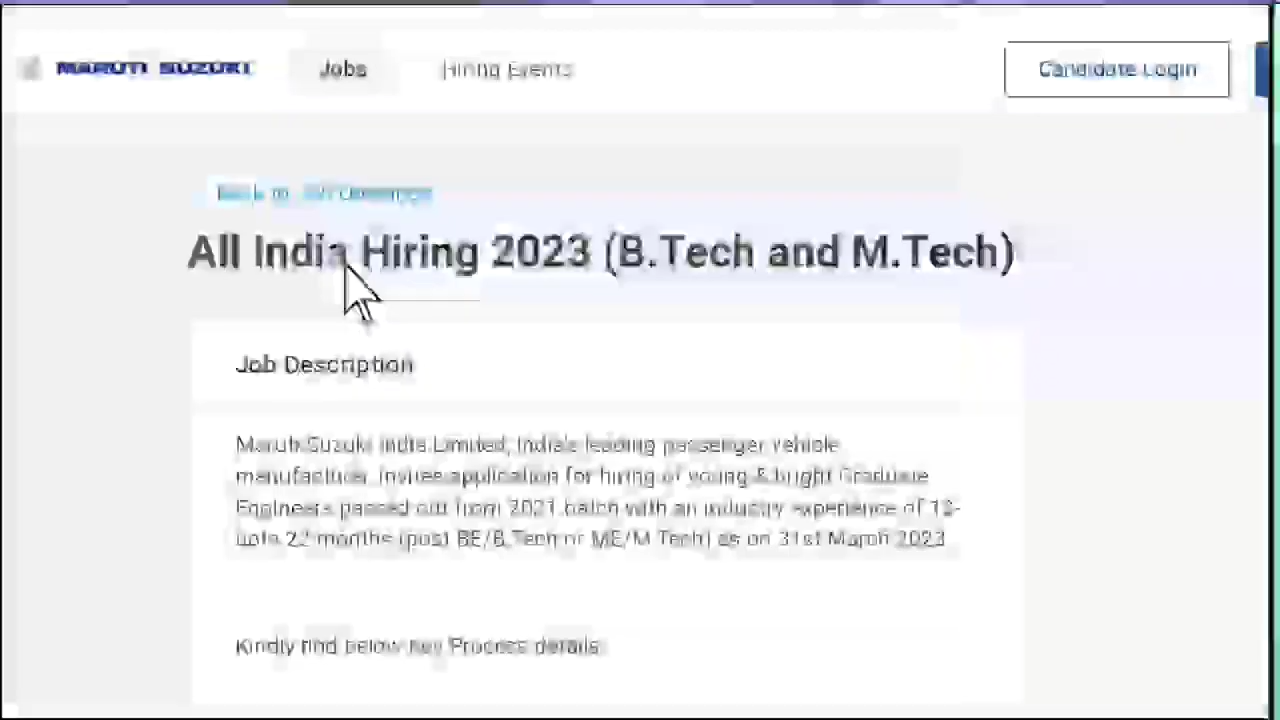 MARUTI SUZUKI
Jobs
Hiring Events
Candidate Login
Back to
All India Hiring 2023 (B.Tech and M.Tech)
Job Description
Maruti Suzuki India Limited, India's leading passenger vehicle
manufacturer, invites application for hiring of young & bright Graduate
Engineers passed out from 2021 batch with an industry experience of
upto 22 months (post BE/B.Tech or ME/M.Tech) as on 31st March 2023
Kindly find below key Process details: